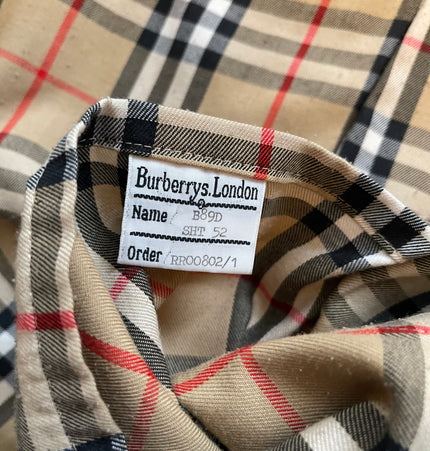 Burberrys.London
Name B89D
SHT 52
Order RR00802/1